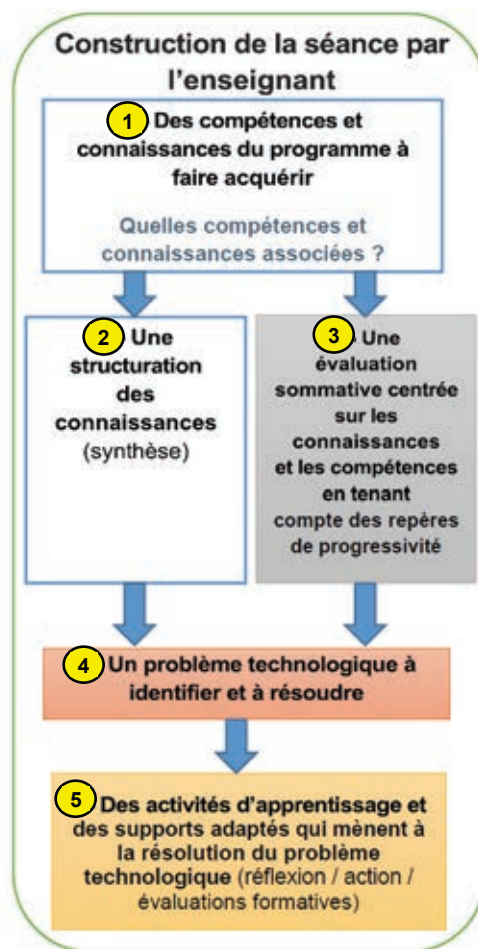 Construction de la séance par
l'enseignant
1 Des compétences et
connaissances du programme à
faire acquérir
Quelles compétences et
connaissances associées ?
2 Une
structuration
des
connaissances
(synthèse)
3 Une
évaluation
sommative centrée
sur les
connaissances
et les compétences
en tenant
compte des repères
de progressivité
4 Un problème technologique à
identifier et à résoudre
5 Des activités d'apprentissage et
des supports adaptés qui mènent à
la résolution du problème
technologique (réflexion / action /
évaluations formatives)